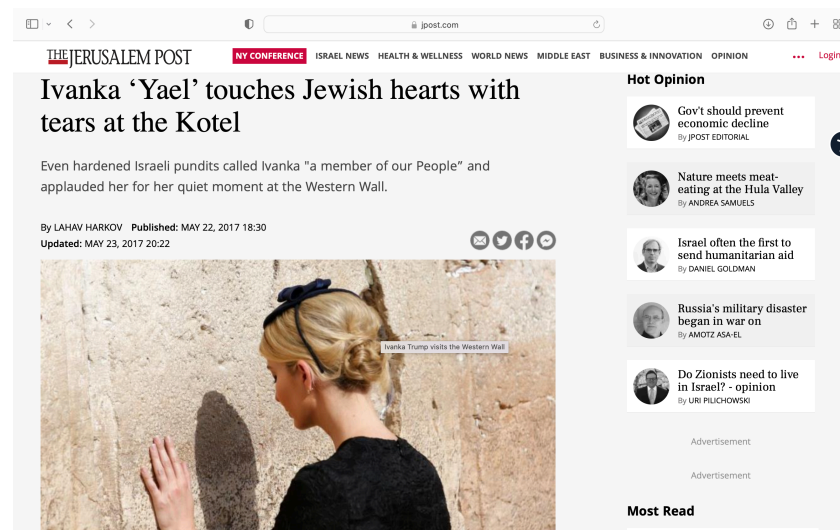 jpost.com
THE JERUSALEM POST
NY CONFERENCE ISRAEL NEWS HEALTH & WELLNESS WORLD NEWS MIDDLE EAST BUSINESS & INNOVATION OPINION
Login
Ivanka ‘Yael’ touches Jewish hearts with
tears at the Kotel
Even hardened Israeli pundits called Ivanka "a member of our People” and
applauded her for her quiet moment at the Western Wall.
By LAHAV HARKOV Published: MAY 22, 2017 18:30
Updated: MAY 23, 2017 20:22
Ivanka Trump visits the Western Wall
Hot Opinion
Gov't should prevent
economic decline
By JPOST EDITORIAL
Nature meets meat-
eating at the Hula Valley
By ANDREA SAMUELS
Israel often the first to
send humanitarian aid
By DANIEL GOLDMAN
Russia's military disaster
began in war on
By AMOTZ ASA-EL
Do Zionists need to live
in Israel? - opinion
By URI PILICHOWSKI
Advertisement
Advertisement
Most Read